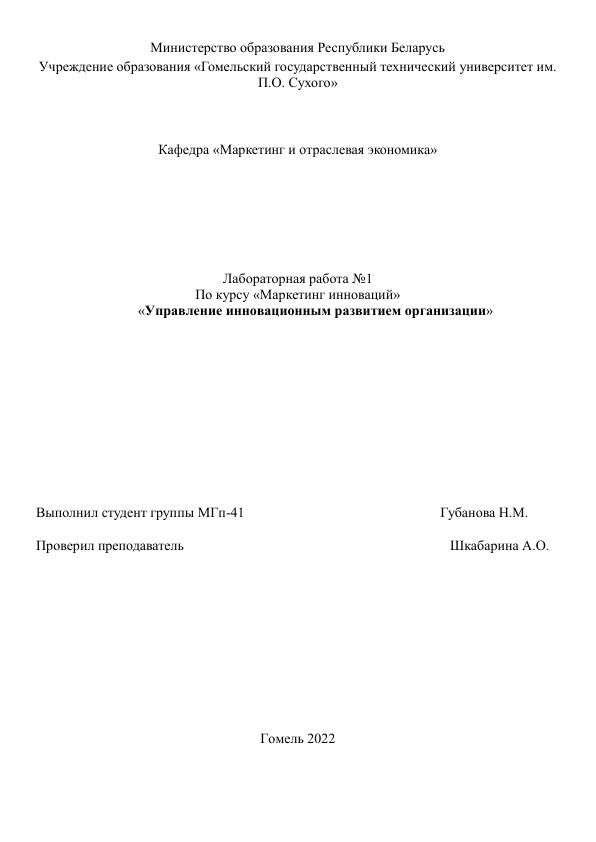 Министерство образования Республики Беларусь
Учреждение образования «Гомельский государственный технический университет им.
П.О. Сухого»
Кафедра «Маркетинг и отраслевая экономика»
Лабораторная работа №1
По курсу «Маркетинг инноваций»
«Управление инновационным развитием организации»
Выполнил студент группы МГп-41 Губанова Н.М.
Проверил преподаватель Шкабарина А.О.
Гомель 2022